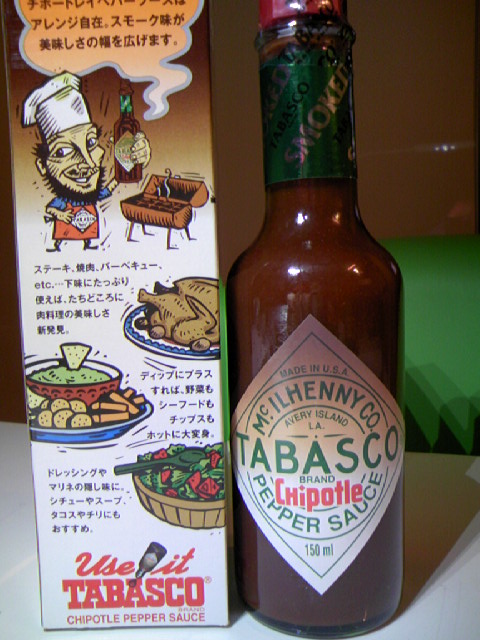 チポートレイペパーソースは
アレンジ自在。スモーク味が
美味しさの幅を広げます。
ステーキ、焼肉、バーベキュー、
etc.…下味にたっぷり
使えば、たちどころに
肉料理の美味しさ
新発見。
ディップにプラス
すれば、野菜も
シーフードも
チップスも
ホットに大変身。
ドレッシングや
マリネの隠し味に。
シチューやスープ、
タコスやチリにも
おすすめ。
Use it
TABASCO®
BRAND
CHIPOTLE PEPPER SAUCE
SMOKED
TABASCO
MADE IN U.S.A.
McILHENNY CO.
AVERY ISLAND
LA.
TABASCO
BRAND
Chipotle
PEPPER SAUCE
150 ml